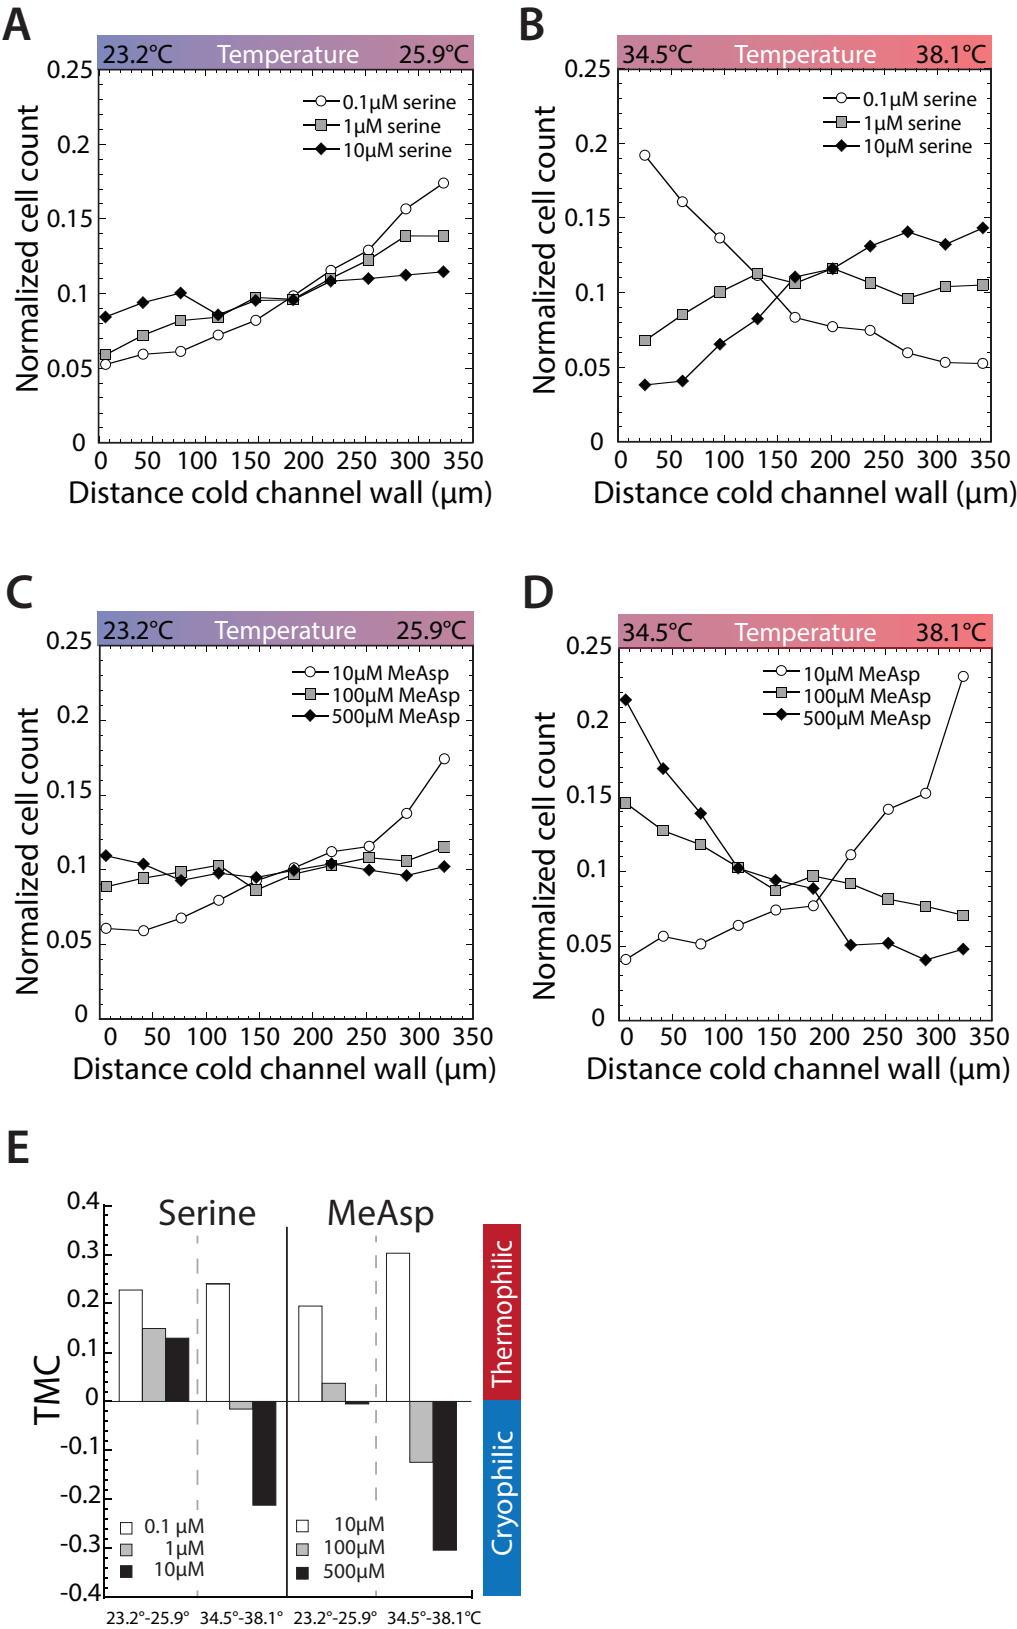 A
23.2°C Temperature 25.9°C
0.25
0.2
0.15
0.1
0.05
0
Normalized cell count
0.1µM serine
1µM serine
10µM serine
0 50 100 150 200 250 300 350
Distance cold channel wall (µm)
B
34.5°C Temperature 38.1°C
0.25
0.2
0.15
0.1
0.05
0
Normalized cell count
0.1µM serine
1µM serine
10µM serine
0 50 100 150 200 250 300 350
Distance cold channel wall (µm)
C
23.2°C Temperature 25.9°C
0.25
0.2
0.15
0.1
0.05
0
Normalized cell count
10µM MeAsp
100µM MeAsp
500µM MeAsp
0 50 100 150 200 250 300 350
Distance cold channel wall (µm)
D
34.5°C Temperature 38.1°C
0.25
0.2
0.15
0.1
0.05
0
Normalized cell count
10µM MeAsp
100µM MeAsp
500µM MeAsp
0 50 100 150 200 250 300 350
Distance cold channel wall (µm)
E
0.4
0.3
0.2
0.1
0
-0.1
-0.2
-0.3
-0.4
TMC
Serine MeAsp
0.1 µM
1µM
10µM
10µM
100µM
500µM
23.2°-25.9° 34.5°-38.1° 23.2°-25.9° 34.5°-38.1°C
Thermophilic
Cryophilic